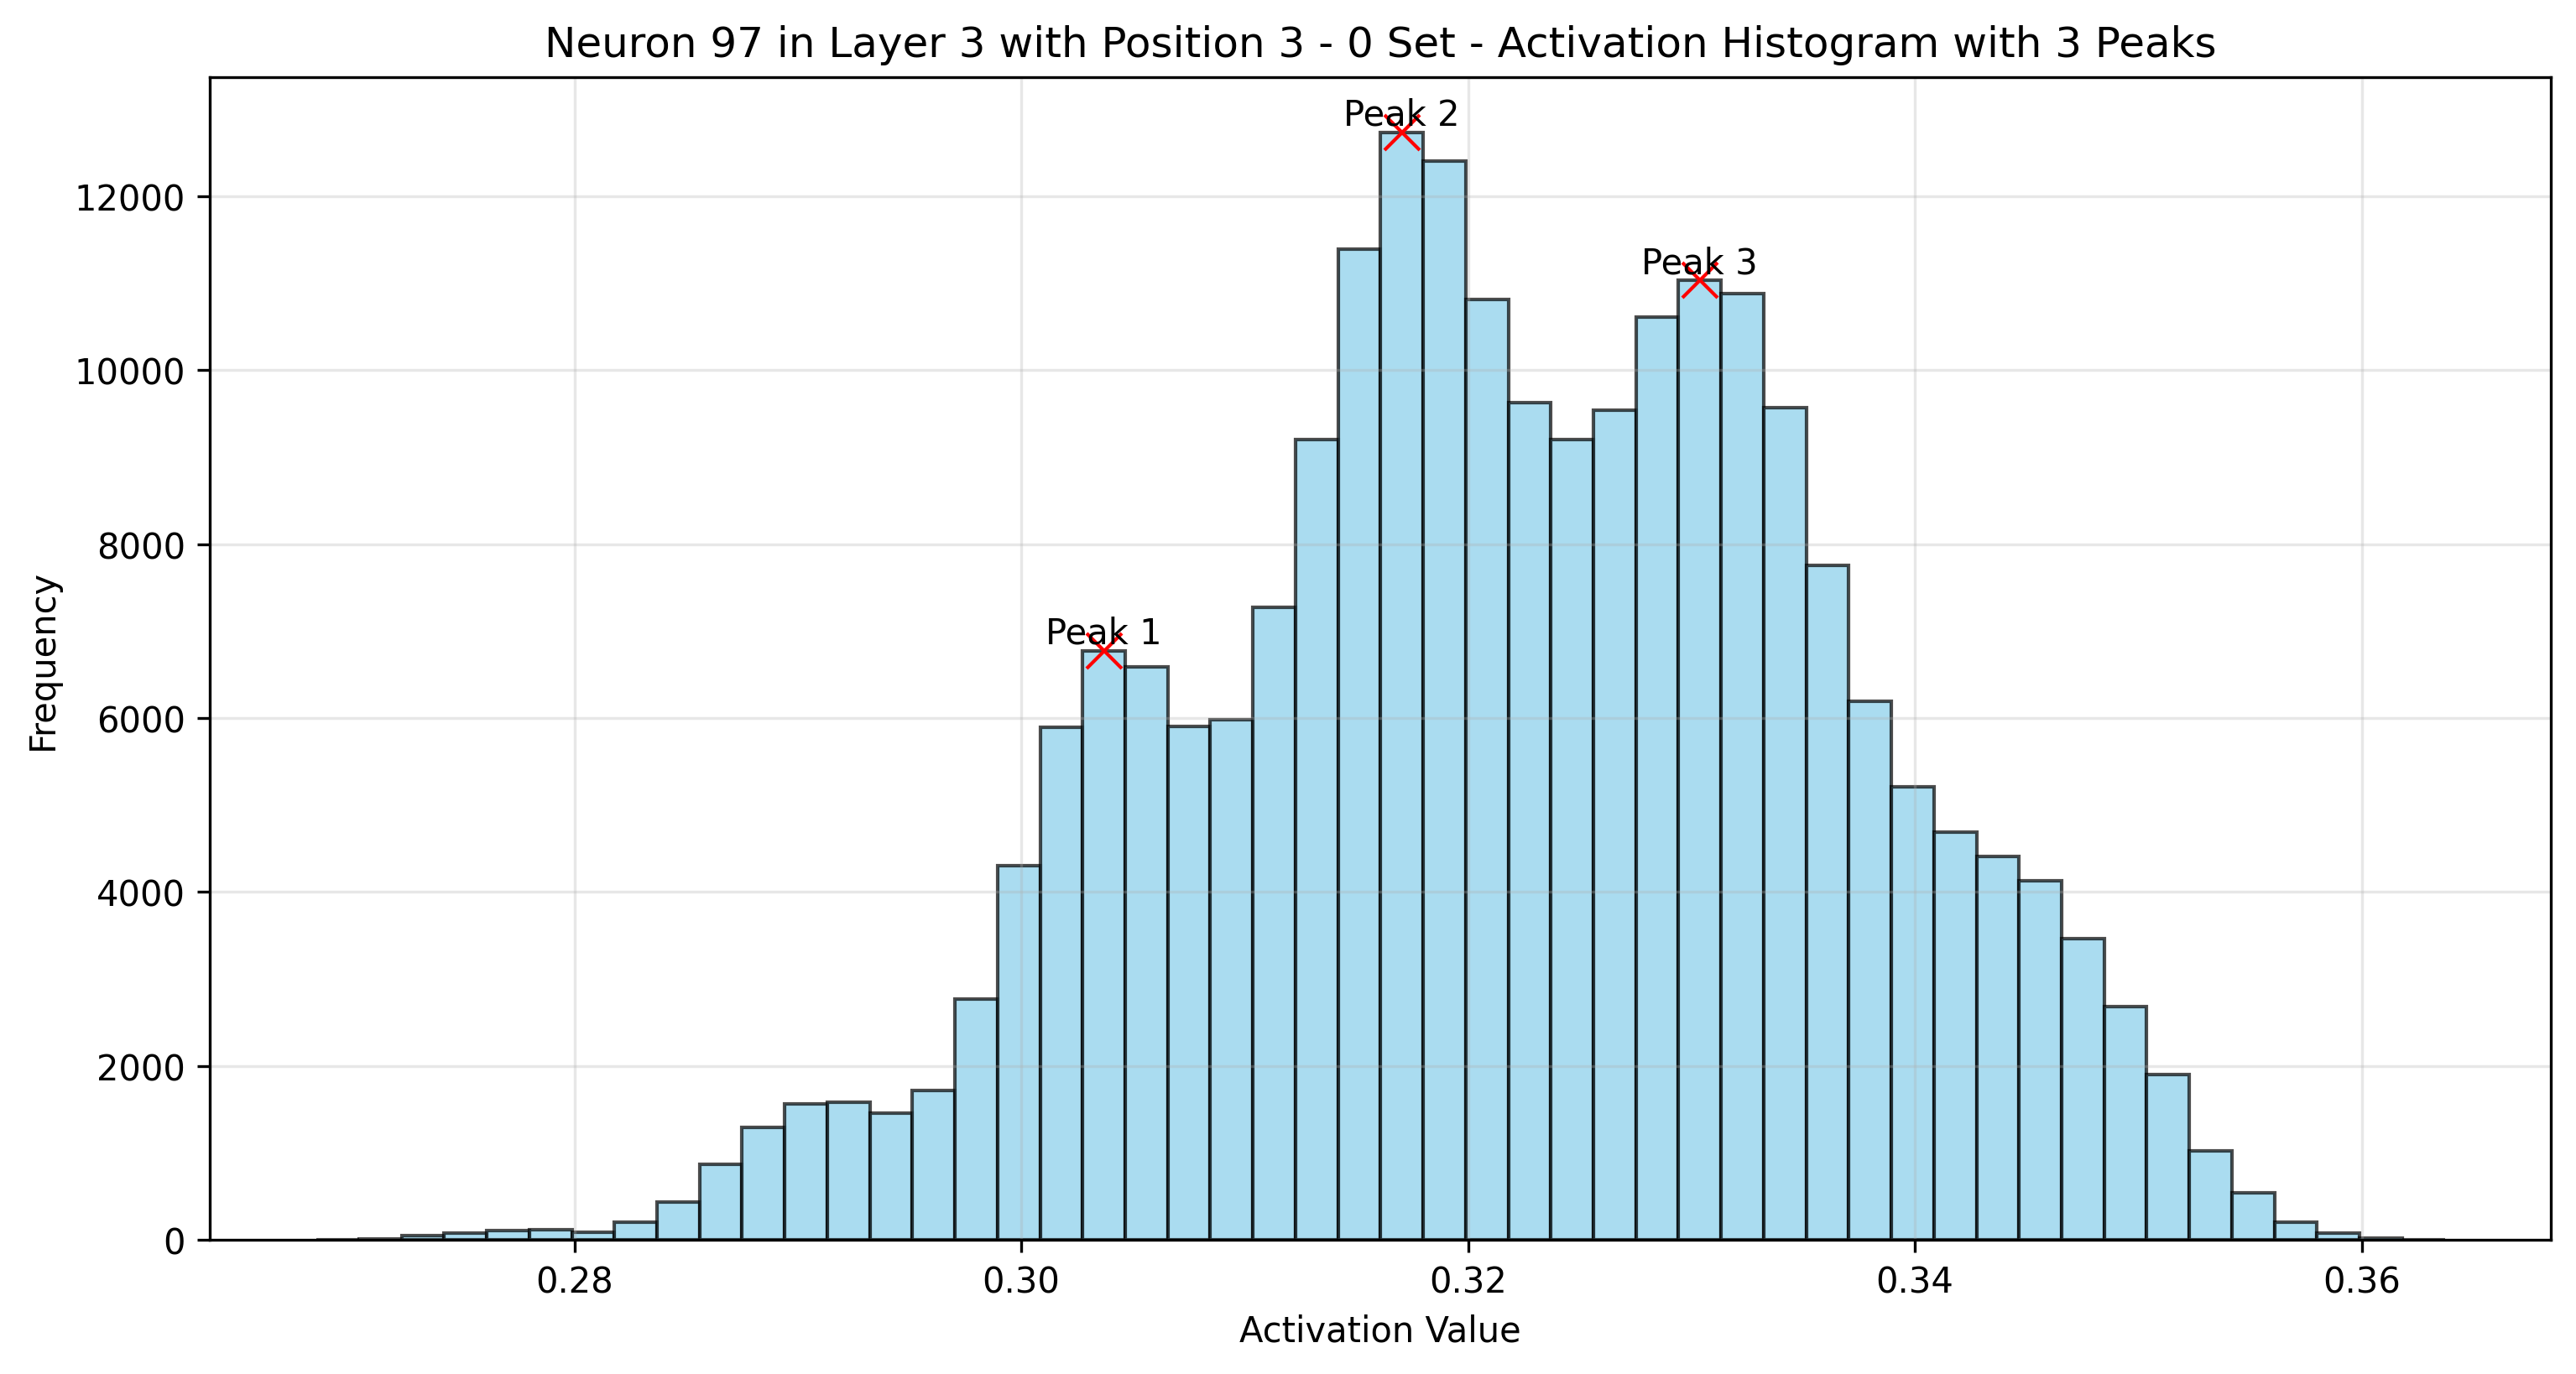 Neuron 97 in Layer 3 with Position 3 - 0 Set - Activation Histogram with 3 Peaks
Peak 2
Peak 3
Peak 1
Frequency
12000
10000
8000
6000
4000
2000
0
0.28 0.30 0.32 0.34 0.36
Activation Value